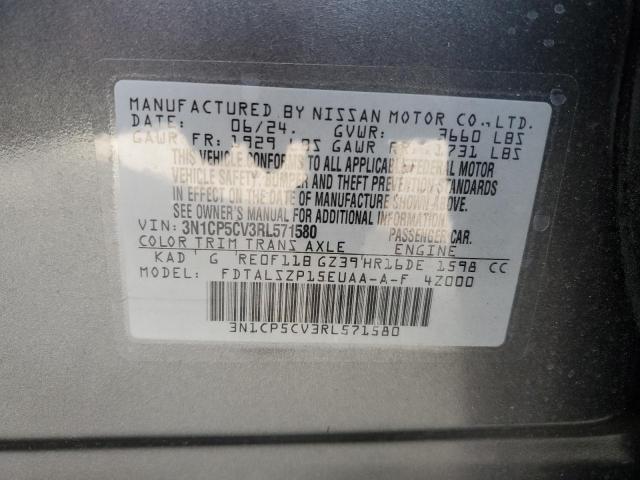 MANUFACTURED BY NISSAN MOTOR CO.,LTD.
DATE: 06/24. GVWR: 3660 LBS
GAWR FR: 1929 LBS GAWR RR: 1731 LBS
THIS VEHICLE CONFORMS TO ALL APPLICABLE FEDERAL MOTOR
VEHICLE SAFETY, BUMPER AND THEFT PREVENTION STANDARDS
IN EFFECT ON THE DATE OF MANUFACTURE SHOWN ABOVE.
SEE OWNER'S MANUAL FOR ADDITIONAL INFORMATION.
VIN: 3N1CP5CV3RL571580 PASSENGER CAR.
COLOR TRIM TRANS AXLE ENGINE
KAD G RE0F11B GZ39 HR16DE 1598 CC
MODEL: FDTALSZP15EUAA-A-F 4Z000
3N1CP5CV3RL571580